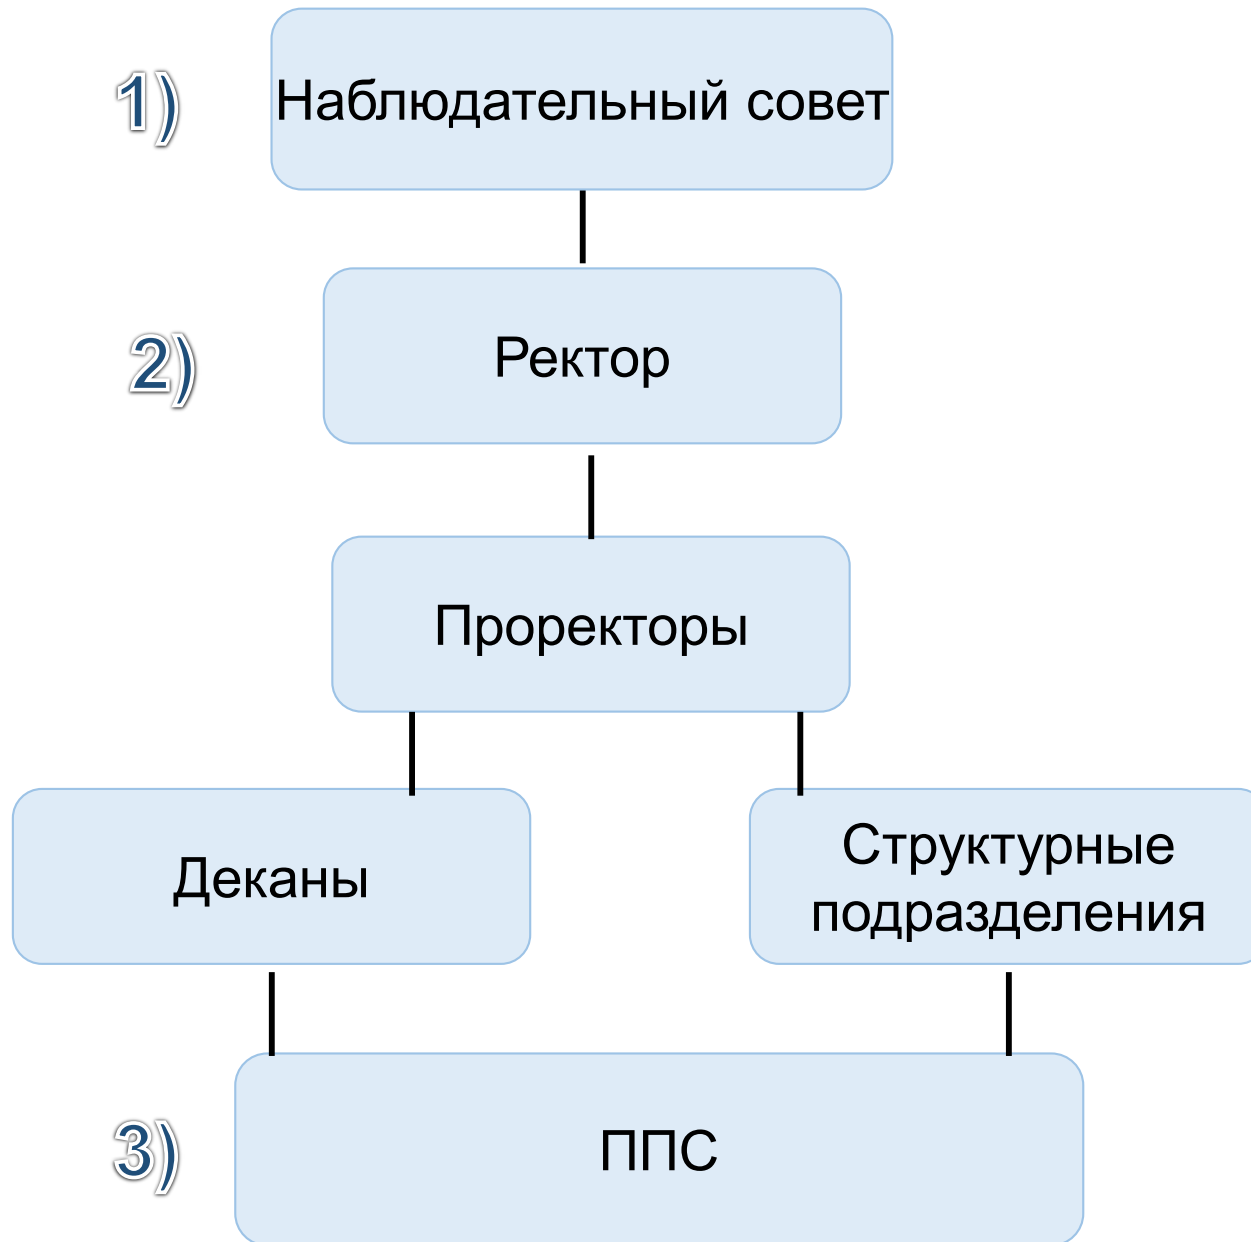 1)
Наблюдательный совет
2)
Ректор
Проректоры
Деканы
Структурные
подразделения
3)
ППС